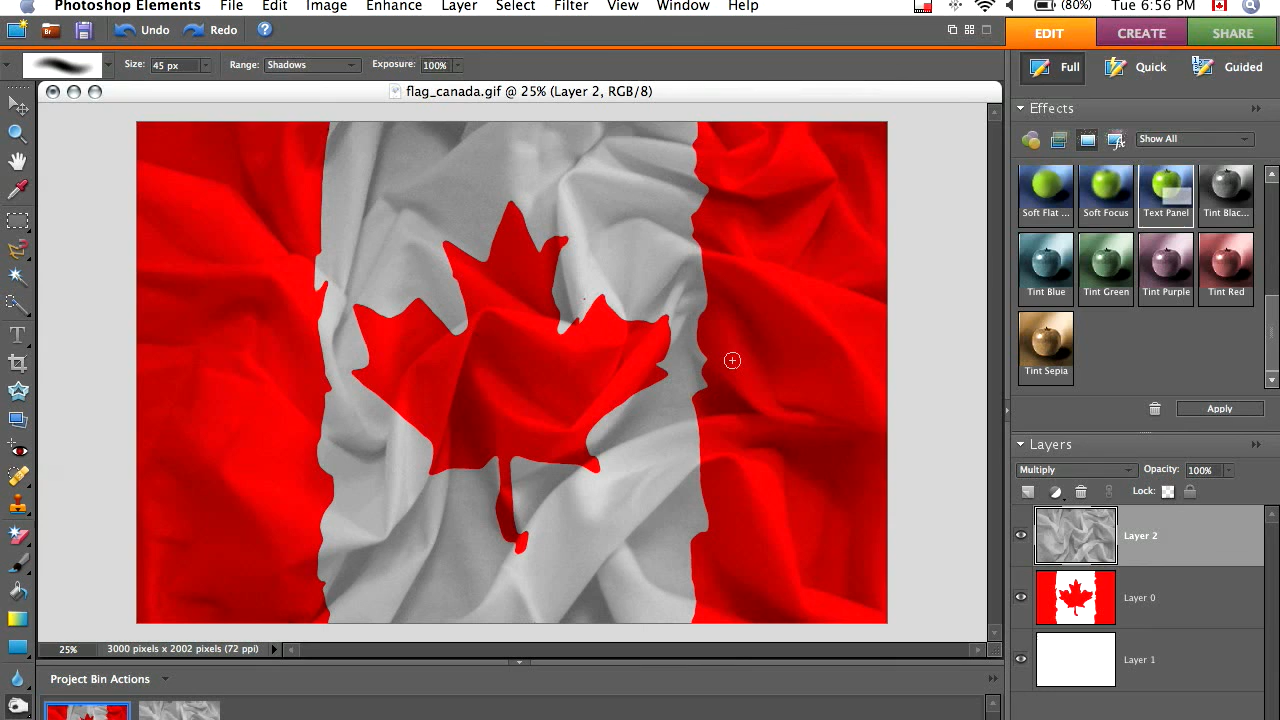 Photoshop Elements File Edit Image Enhance Layer Select Filter View Window Help (80%) Tue 6:56 PM
Undo Redo ? EDIT CREATE SHARE
Size: 45 px Range: Shadows Exposure: 100%
Full Quick Guided
flag_canada.gif @ 25% (Layer 2, RGB/8)
Effects
Show All
Soft Flat ... Soft Focus Text Panel Tint Blac...
Tint Blue Tint Green Tint Purple Tint Red
Tint Sepia
Apply
Layers
Multiply Opacity: 100%
Lock:
Layer 2
Layer 0
Layer 1
25% 3000 pixels x 2002 pixels (72 ppi)
Project Bin Actions